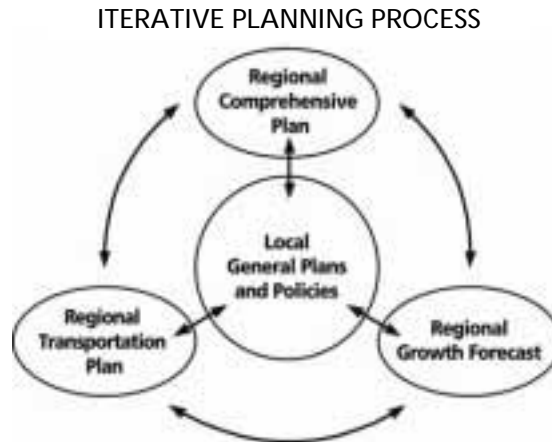 ITERATIVE PLANNING PROCESS
Regional
Comprehensive
Plan
Local
General Plans
and Policies
Regional
Transportation
Plan
Regional
Growth Forecast